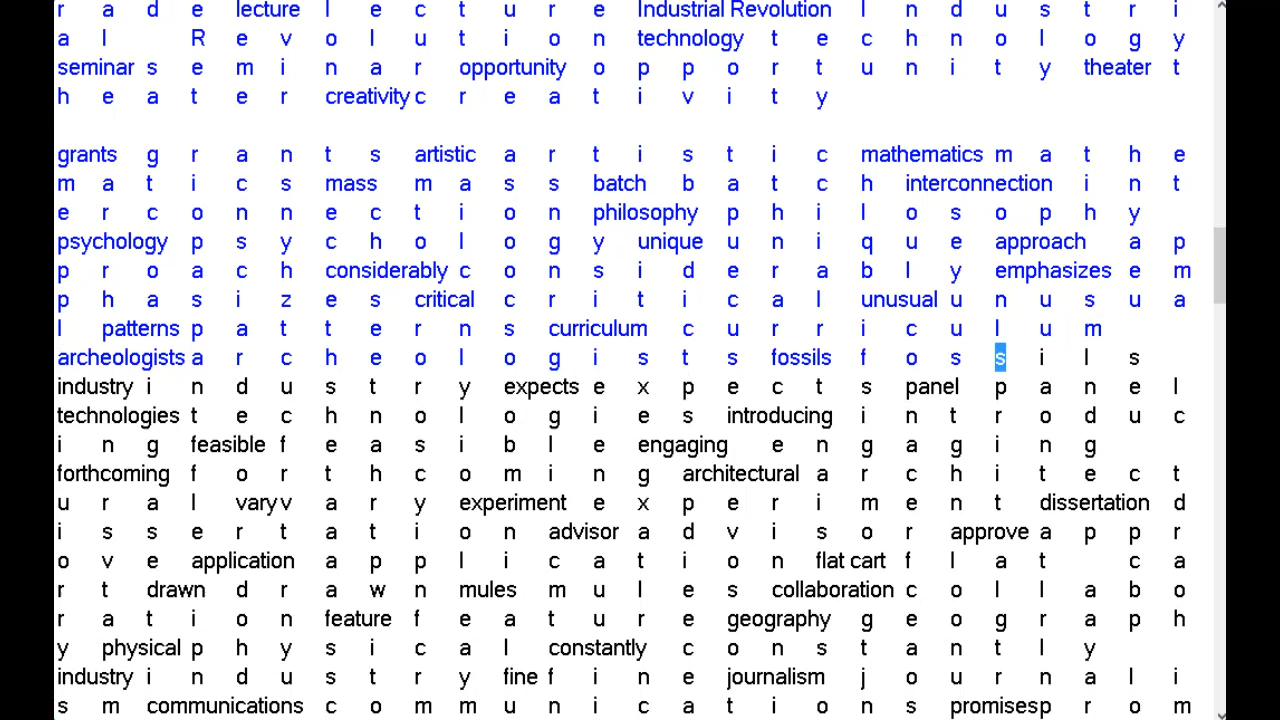 r a d e lecture l e c t u r e Industrial Revolution I n d u s t r i
a l R e v o l u t i o n technology t e c h n o l o g y
seminar s e m i n a r opportunity o p p o r t u n i t y theater t
h e a t e r creativity c r e a t i v i t y
grants g r a n t s artistic a r t i s t i c mathematics m a t h e
m a t i c s mass m a s s batch b a t c h interconnection i n t
e r c o n n e c t i o n philosophy p h i l o s o p h y
psychology p s y c h o l o g y unique u n i q u e approach a p
p r o a c h considerably c o n s i d e r a b l y emphasizes e m
p h a s i z e s critical c r i t i c a l unusual u n u s u a
l patterns p a t t e r n s curriculum c u r r i c u l u m
archeologists a r c h e o l o g i s t s fossils f o s s i l s
industry i n d u s t r y expects e x p e c t s panel p a n e l
technologies t e c h n o l o g i e s introducing i n t r o d u c
i n g feasible f e a s i b l e engaging e n g a g i n g
forthcoming f o r t h c o m i n g architectural a r c h i t e c t
u r a l vary v a r y experiment e x p e r i m e n t dissertation d
i s s e r t a t i o n advisor a d v i s o r approve a p p r
o v e application a p p l i c a t i o n flat cart f l a t c a
r t drawn d r a w n mules m u l e s collaboration c o l l a b o
r a t i o n feature f e a t u r e geography g e o g r a p h
y physical p h y s i c a l constantly c o n s t a n t l y
industry i n d u s t r y fine f i n e journalism j o u r n a l i
s m communications c o m m u n i c a t i o n s promises p r o m